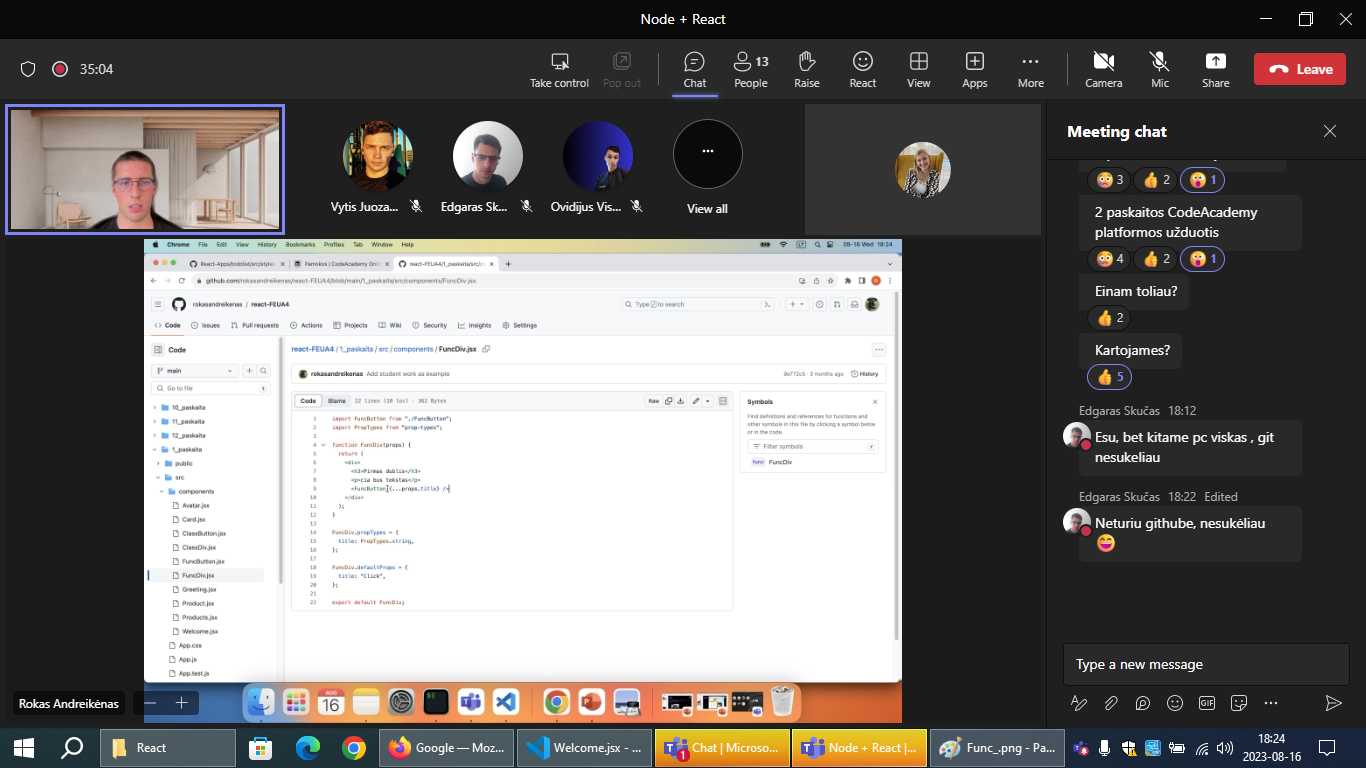 Node + React
35:04
Take control
Pop out
Chat
13
People
Raise
React
View
Apps
More
Camera
Mic
Share
Leave
Vytis Juoza...
Edgaras Sk...
Ovidijus Vis...
View all
Meeting chat
3
2
1
2 paskaitos CodeAcademy
platformos užduotis
4
2
1
Einam toliau?
2
Kartojames?
5
Edgaras Skučas 18:12
Esu, bet kitame pc viskas , git
nesukeliau
Edgaras Skučas 18:22 Edited
Neturiu githube, nesukėliau
Type a new message
GIF
Chrome File Edit View History Bookmarks Profiles Tab Window Help
08-16 Wed 18:24
React-Apps/todolist/src/styles
Pamokos | CodeAcademy Onli
react-FEUA4/1_paskaita/src/co
github.com/rokasandreikenas/react-FEUA4/blob/main/1_paskaita/src/components/FuncDiv.jsx
rokasandreikenas / react-FEUA4
Type / to search
Code
Issues
Pull requests
Actions
Projects
Wiki
Security
Insights
Settings
Code
main
Go to file
t
10_paskaita
11_paskaita
12_paskaita
1_paskaita
public
src
components
Avatar.jsx
Card.jsx
ClassButton.jsx
ClassDiv.jsx
FuncButton.jsx
FuncDiv.jsx
Greeting.jsx
Product.jsx
Products.jsx
Welcome.jsx
App.css
App.js
App.test.js
react-FEUA4 / 1_paskaita / src / components / FuncDiv.jsx
rokasandreikenas Add student work as example
9e772c5 · 3 months ago
History
Code
Blame
22 lines (18 loc) · 382 Bytes
Raw
1 import FuncButton from "./FuncButton";
2 import PropTypes from "prop-types";
3
4 function FuncDiv(props) {
5 return (
6 <div>
7 <h3>Pirmas dublis</h3>
8 <p>cia bus tekstas</p>
9 <FuncButton {...props.title} />
10 </div>
11 );
12 }
13
14 FuncDiv.propTypes = {
15 title: PropTypes.string,
16 };
17
18 FuncDiv.defaultProps = {
19 title: "Click",
20 };
21
22 export default FuncDiv;
Symbols
Find definitions and references for functions and
other symbols in this file by clicking a symbol below
or in the code.
Filter symbols
r
func FuncDiv
AUG
16
Rokas Andreikėnas
React
Google — Moz...
Welcome.jsx - ...
1
Chat | Microso...
Node + React |...
Func_.png - Pa...
18:24
2023-08-16